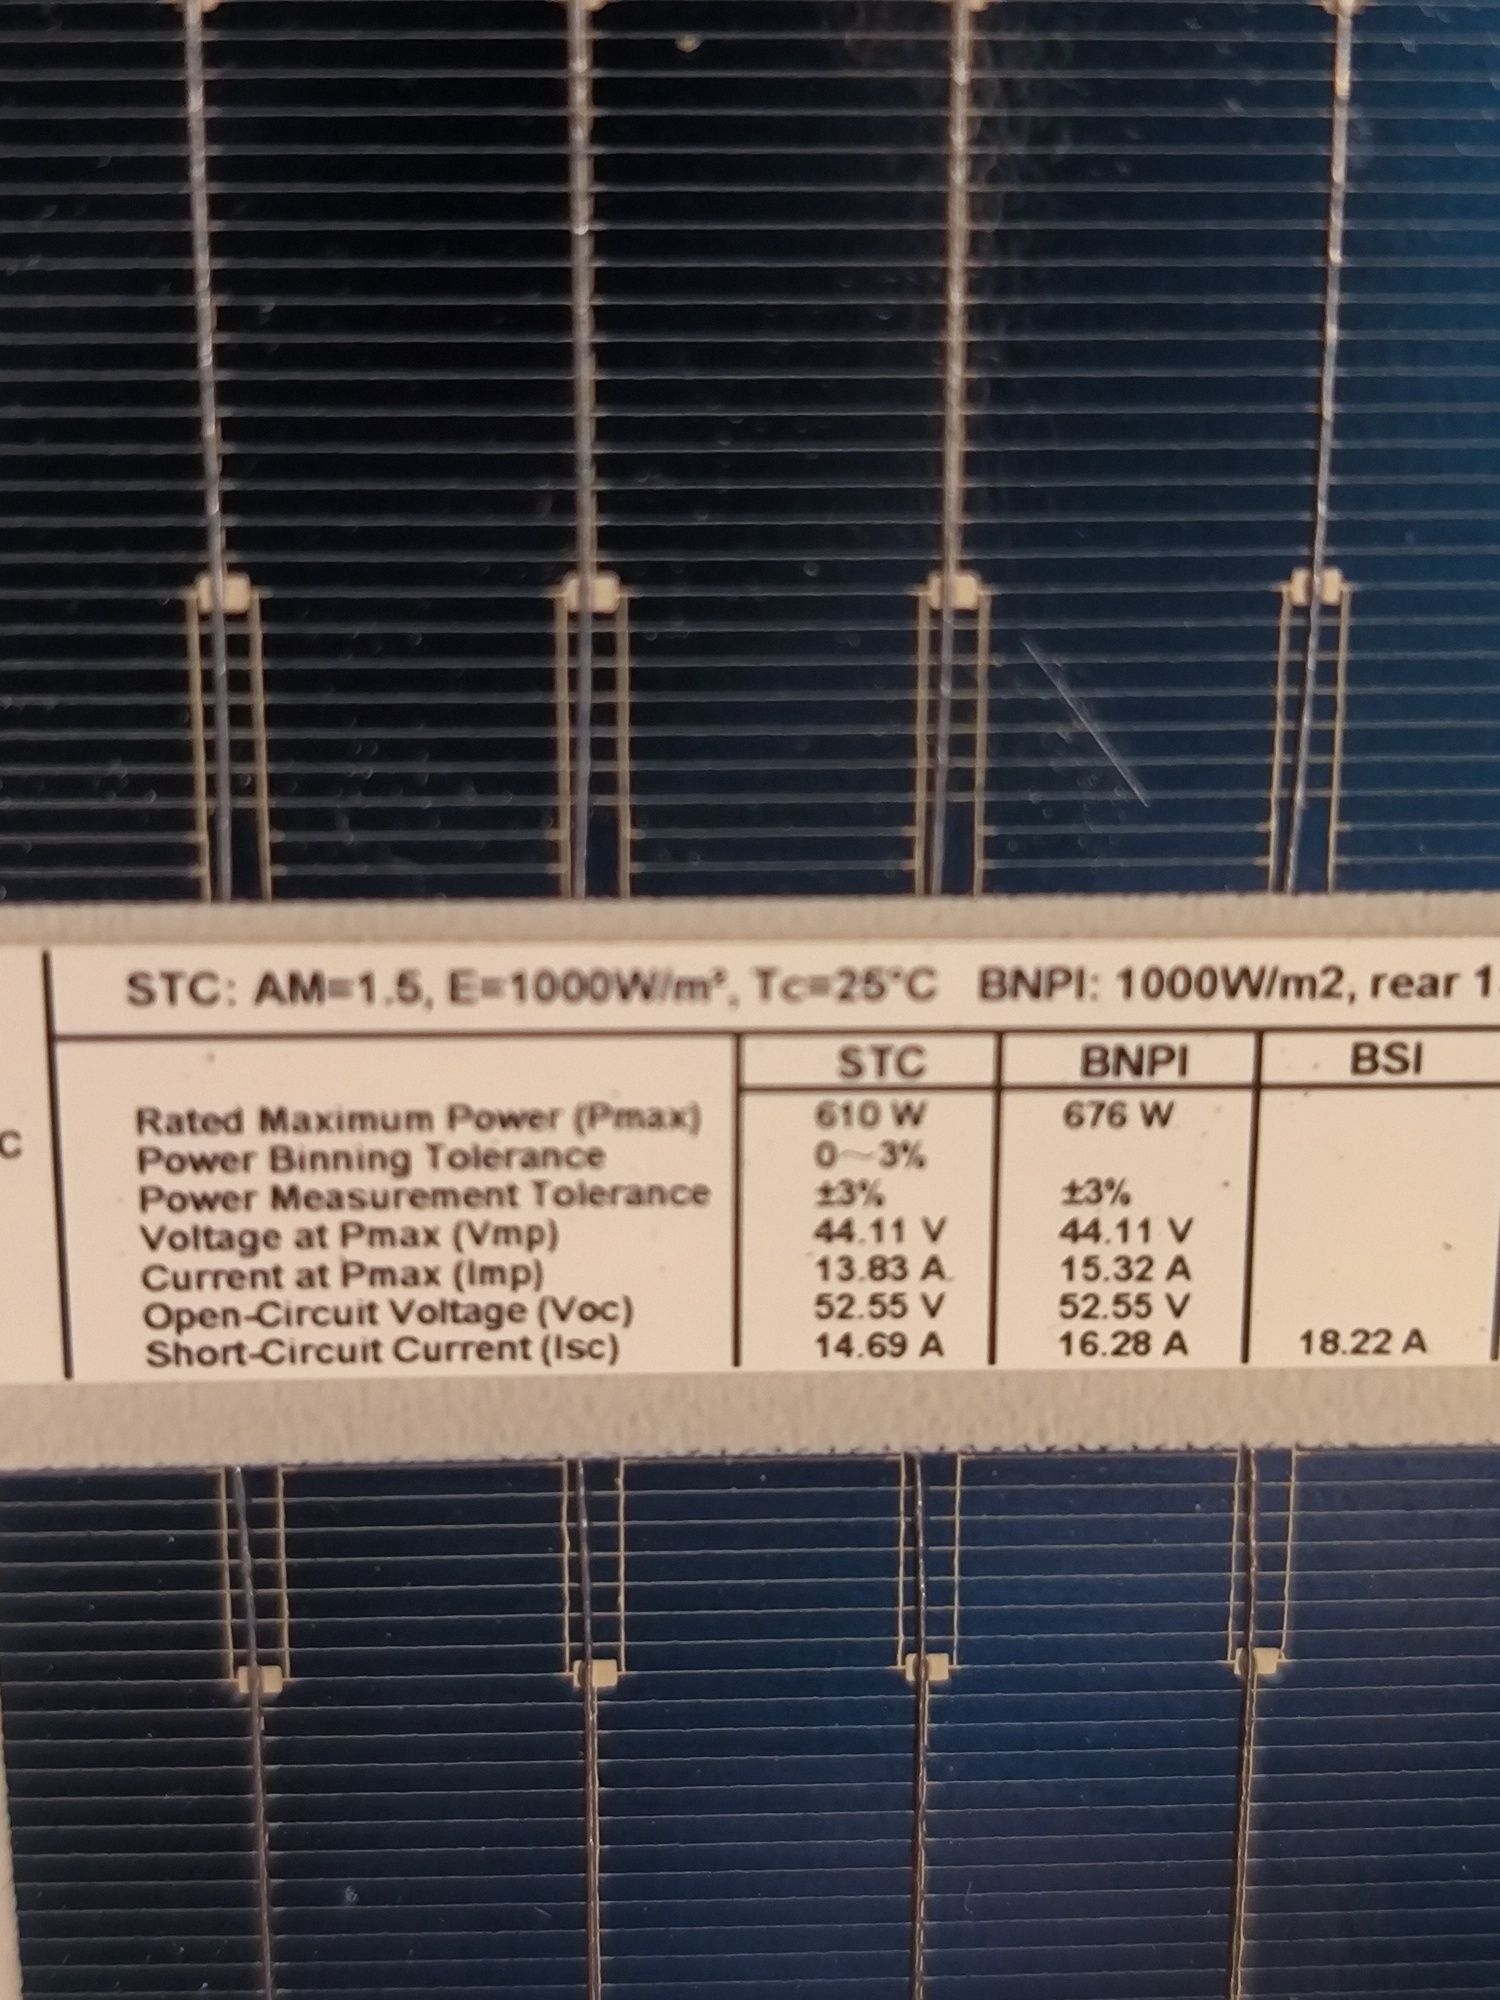 STC: AM=1.5, E=1000W/m², Tc=25°C BNPI: 1000W/m2, rear 1
STC BNPI BSI
C
Rated Maximum Power (Pmax) 610 W 676 W
Power Binning Tolerance 0~3%
Power Measurement Tolerance ±3% ±3%
Voltage at Pmax (Vmp) 44.11 V 44.11 V
Current at Pmax (Imp) 13.83 A 15.32 A
Open-Circuit Voltage (Voc) 52.55 V 52.55 V
Short-Circuit Current (Isc) 14.69 A 16.28 A 18.22 A